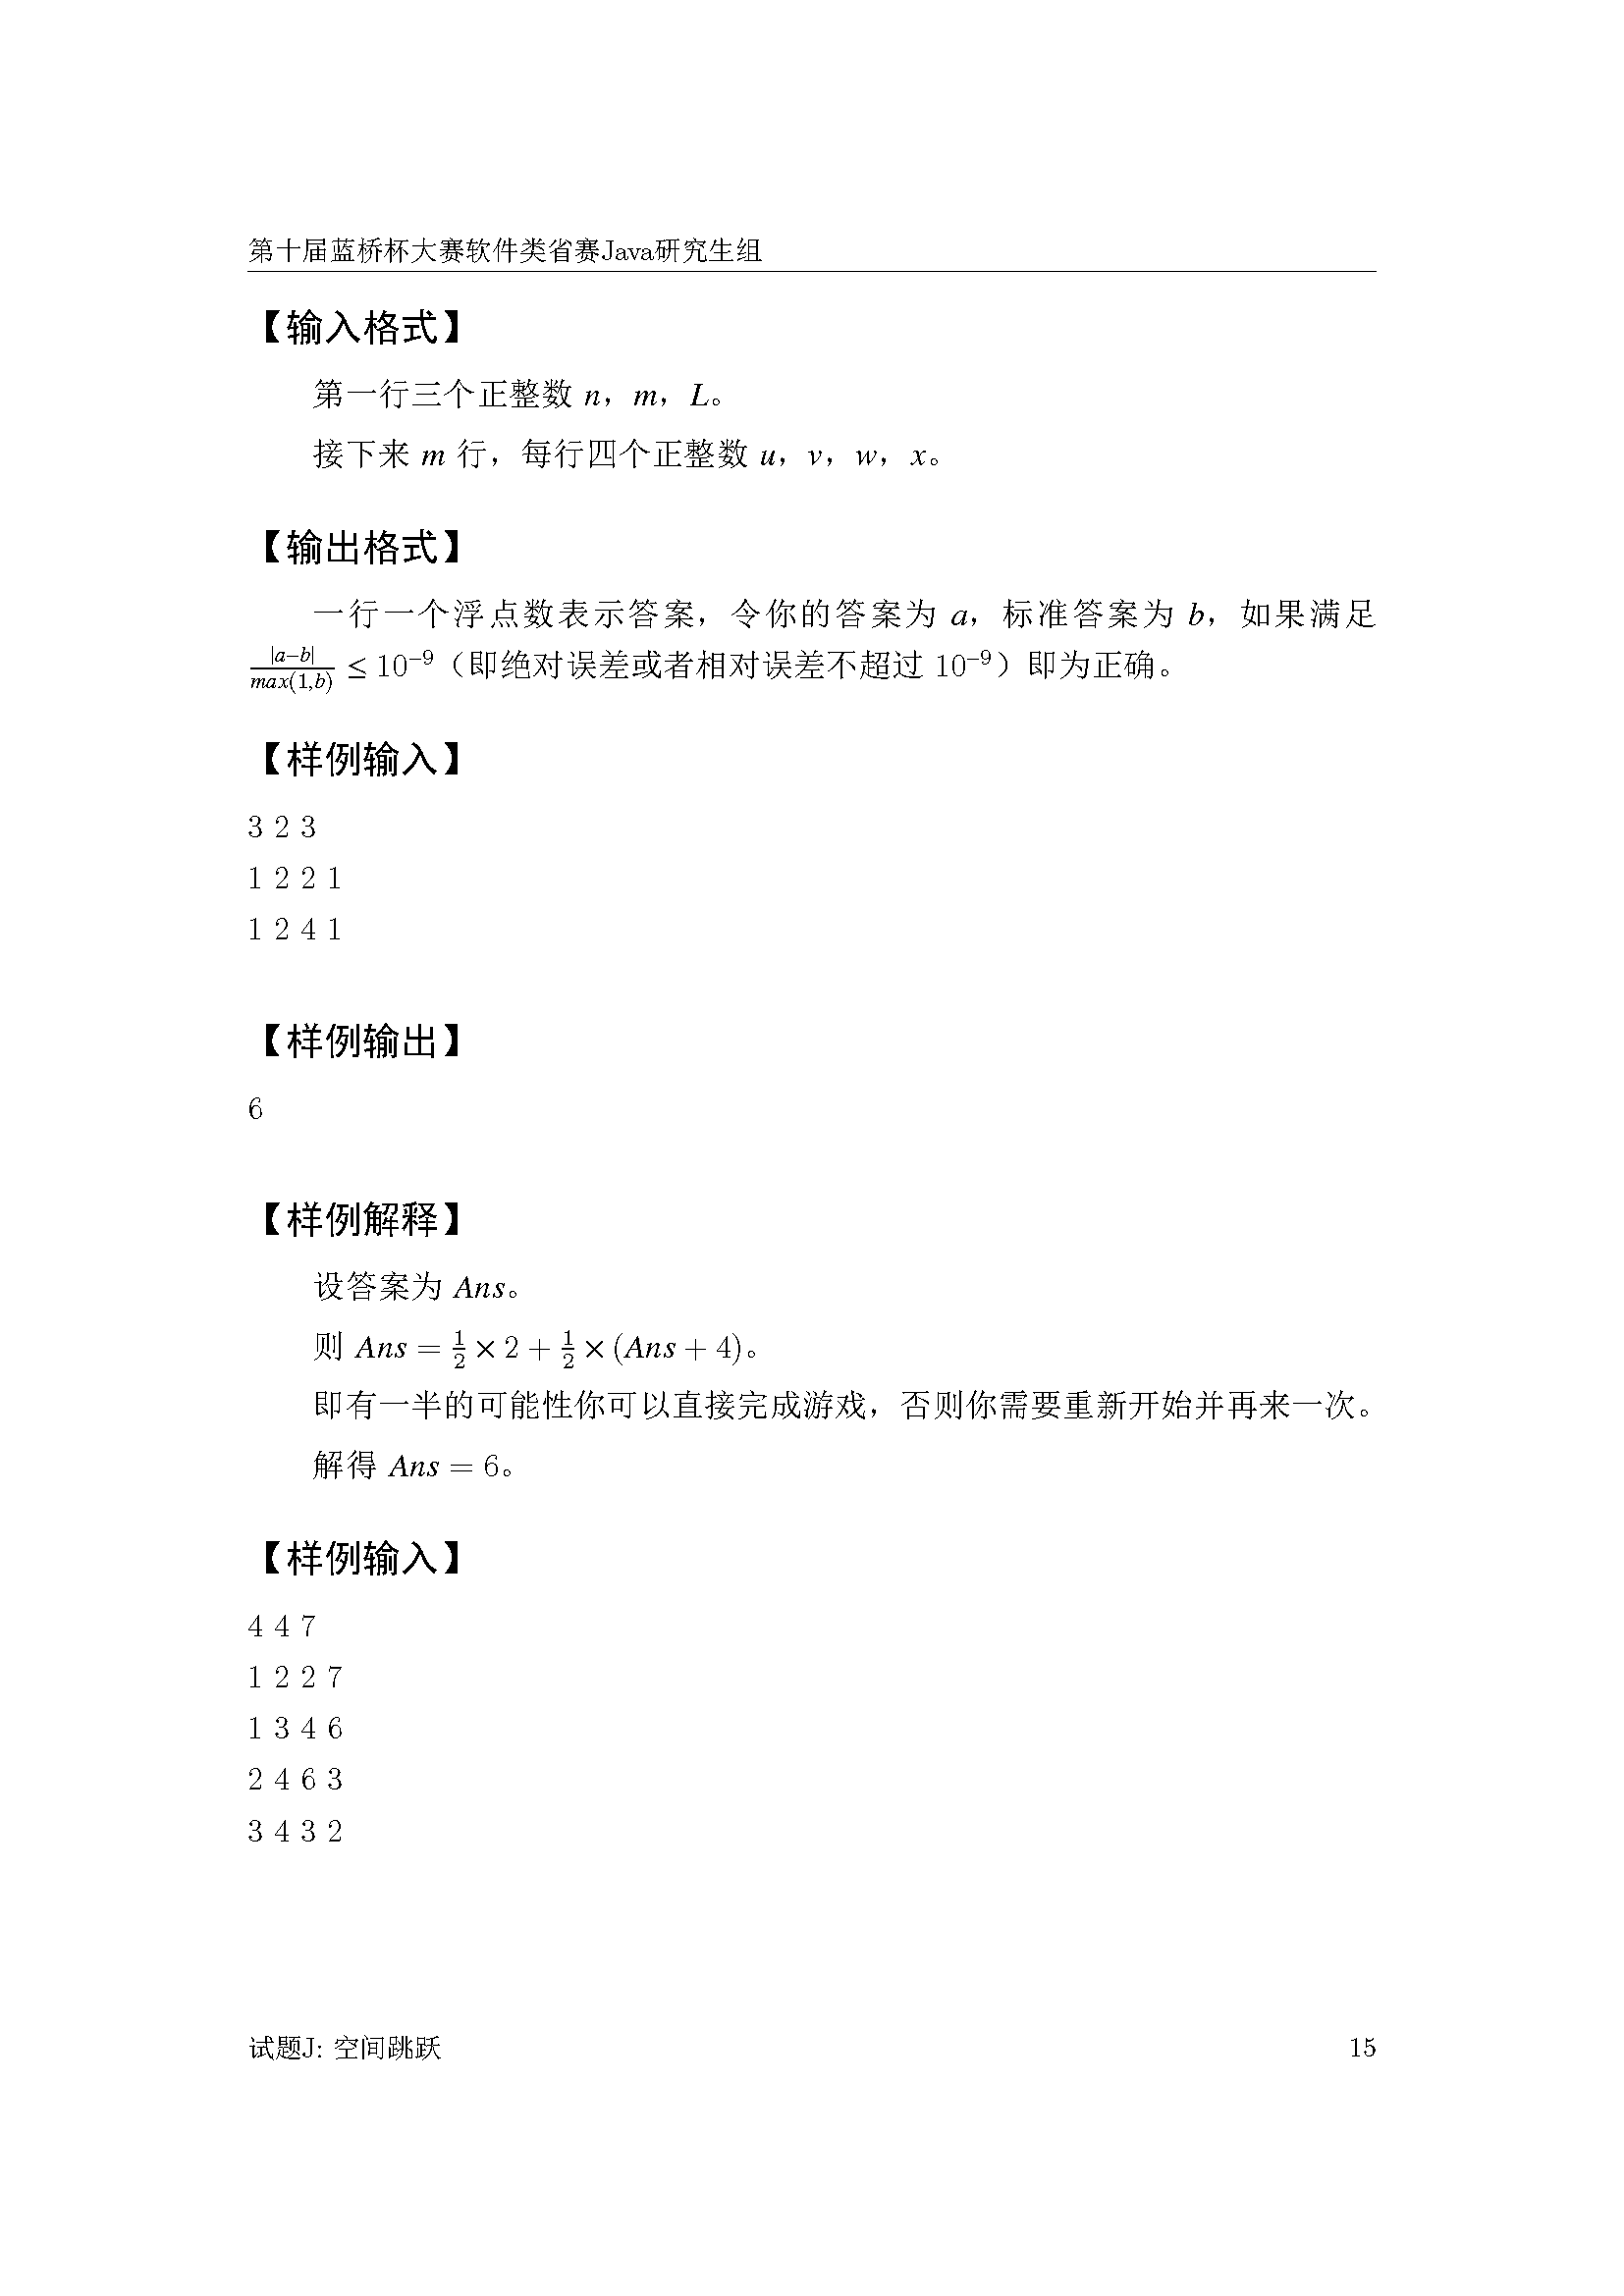 第十届蓝桥杯大赛软件类省赛Java研究生组
【输入格式】
第一行三个正整数 n，m，L。
接下来 m 行，每行四个正整数 u，v，w，x。
【输出格式】
一行一个浮点数表示答案，令你的答案为 a，标准答案为 b，如果满足
|a−b|/max(1,b) ≤ 10⁻⁹（即绝对误差或者相对误差不超过 10⁻⁹）即为正确。
【样例输入】
3 2 3
1 2 2 1
1 2 4 1
【样例输出】
6
【样例解释】
设答案为 Ans。
则 Ans = 1/2 × 2 + 1/2 × (Ans + 4)。
即有一半的可能性你可以直接完成游戏，否则你需要重新开始并再来一次。
解得 Ans = 6。
【样例输入】
4 4 7
1 2 2 7
1 3 4 6
2 4 6 3
3 4 3 2
试题J: 空间跳跃 15